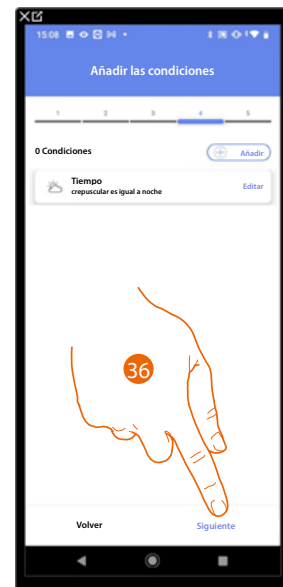 15:08
Añadir las condiciones
1 2 3 4 5
0 Condiciones
Añadir
Tiempo
crepuscular es igual a noche
Editar
36
Volver
Siguiente